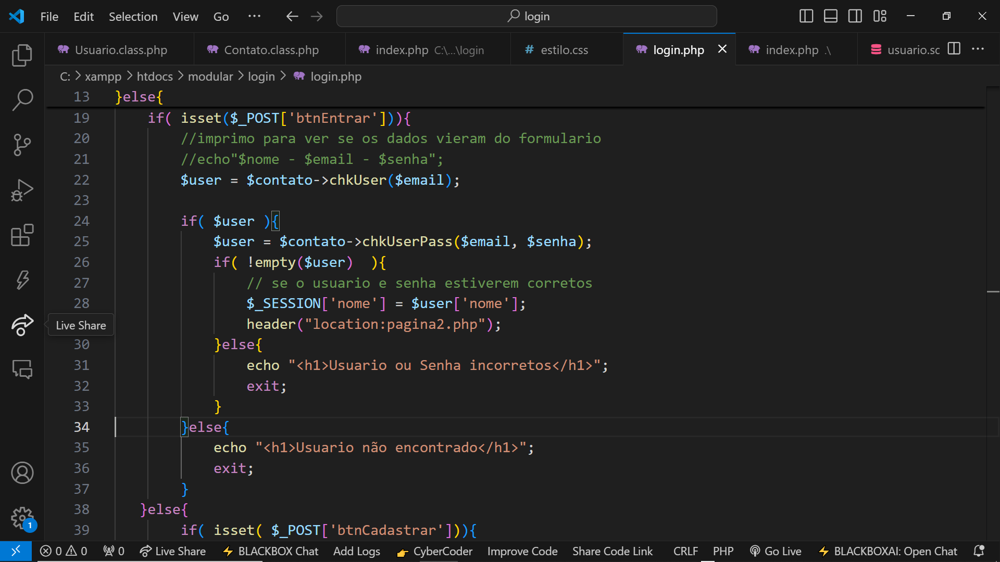 File Edit Selection View Go ··· login
Usuario.class.php Contato.class.php index.php C:\...\login # estilo.css login.php index.php .\ usuario.sc ···
C: > xampp > htdocs > modular > login > login.php
13 }else{
19 if( isset($_POST['btnEntrar'])){
20 //imprimo para ver se os dados vieram do formulario
21 //echo"$nome - $email - $senha";
22 $user = $contato->chkUser($email);
23
24 if( $user ){
25 $user = $contato->chkUserPass($email, $senha);
26 if( !empty($user)  ){
27 // se o usuario e senha estiverem corretos
28 $_SESSION['nome'] = $user['nome'];
Live Share header("location:pagina2.php");
30 }else{
31 echo "<h1>Usuario ou Senha incorretos</h1>";
32 exit;
33 }
34 }else{
35 echo "<h1>Usuario não encontrado</h1>";
36 exit;
37 }
38 }else{
39 if( isset( $_POST['btnCadastrar'])){
1
0 0 0 Live Share BLACKBOX Chat Add Logs CyberCoder Improve Code Share Code Link CRLF PHP Go Live BLACKBOXAI: Open Chat